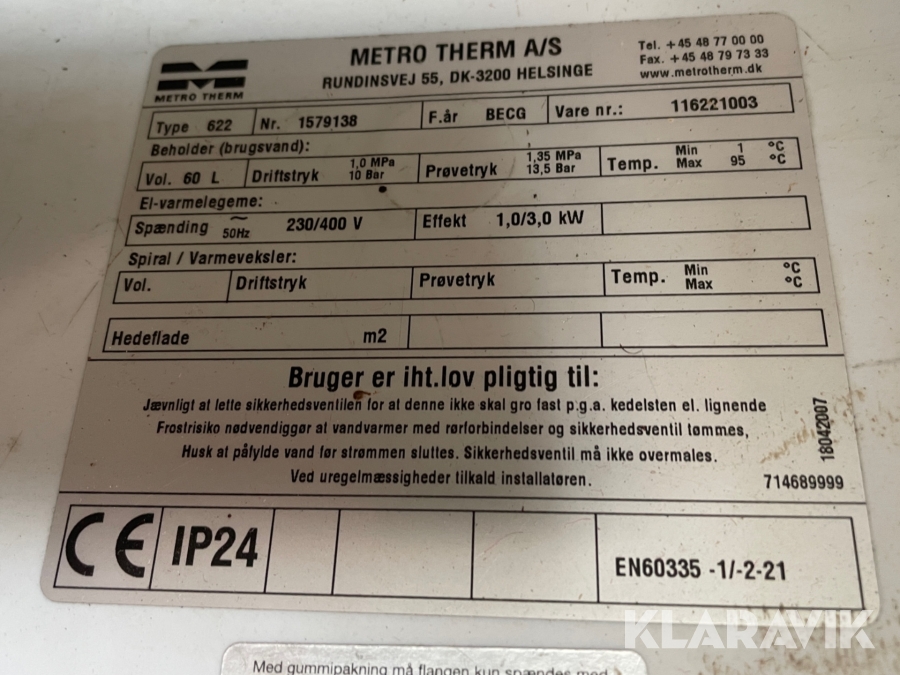 METRO THERM
METRO THERM A/S
RUNDINSVEJ 55, DK-3200 HELSINGE
Tel. +45 48 77 00 00
Fax. +45 48 79 73 33
www.metrotherm.dk
Type 622 Nr. 1579138 F.år BECG Vare nr.: 116221003
Beholder (brugsvand):
Vol. 60 L Driftstryk 1,0 MPa 10 Bar Prøvetryk 1,35 MPa 13,5 Bar Temp. Min 1 °C Max 95 °C
El-varmelegeme:
Spænding ~ 50Hz 230/400 V Effekt 1,0/3,0 kW
Spiral / Varmeveksler:
Vol. Driftstryk Prøvetryk Temp. Min °C Max °C
Hedeflade m2
Bruger er iht.lov pligtig til:
Jævnligt at lette sikkerhedsventilen for at denne ikke skal gro fast p.g.a. kedelsten el. lignende
Frostrisiko nødvendiggør at vandvarmer med rørforbindelser og sikkerhedsventil tømmes,
Husk at påfylde vand før strømmen sluttes. Sikkerhedsventil må ikke overmales.
Ved uregelmæssigheder tilkald installatøren.
18042007
714689999
CE IP24 EN60335 -1/-2-21
KLARAVIK
Med gummipakning må flangen kun spændes med